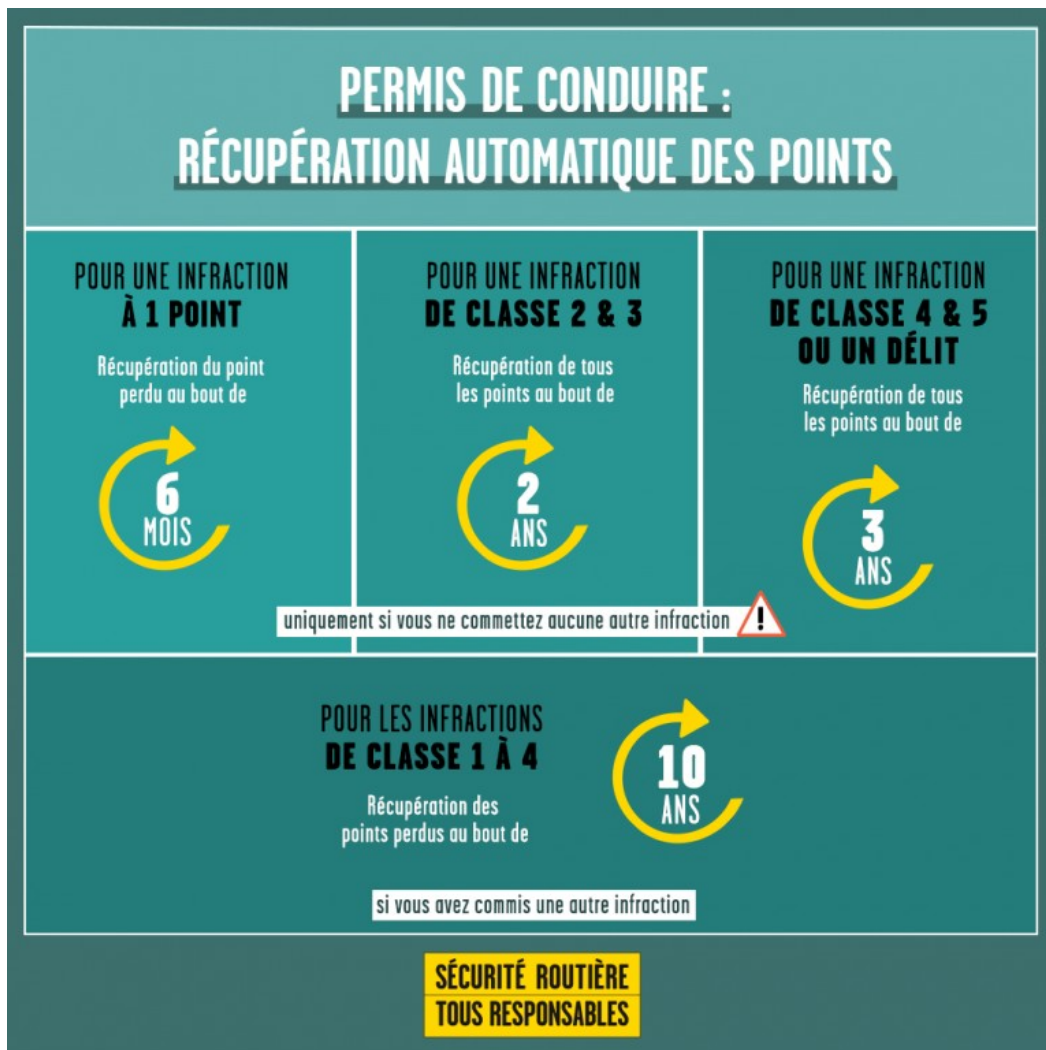 PERMIS DE CONDUIRE :
RÉCUPÉRATION AUTOMATIQUE DES POINTS
POUR UNE INFRACTION
À 1 POINT
Récupération du point
perdu au bout de
6
MOIS
POUR UNE INFRACTION
DE CLASSE 2 & 3
Récupération de tous
les points au bout de
2
ANS
POUR UNE INFRACTION
DE CLASSE 4 & 5
OU UN DÉLIT
Récupération de tous
les points au bout de
3
ANS
uniquement si vous ne commettez aucune autre infraction !
POUR LES INFRACTIONS
DE CLASSE 1 À 4
Récupération des
points perdus au bout de
10
ANS
si vous avez commis une autre infraction
SÉCURITÉ ROUTIÈRE
TOUS RESPONSABLES